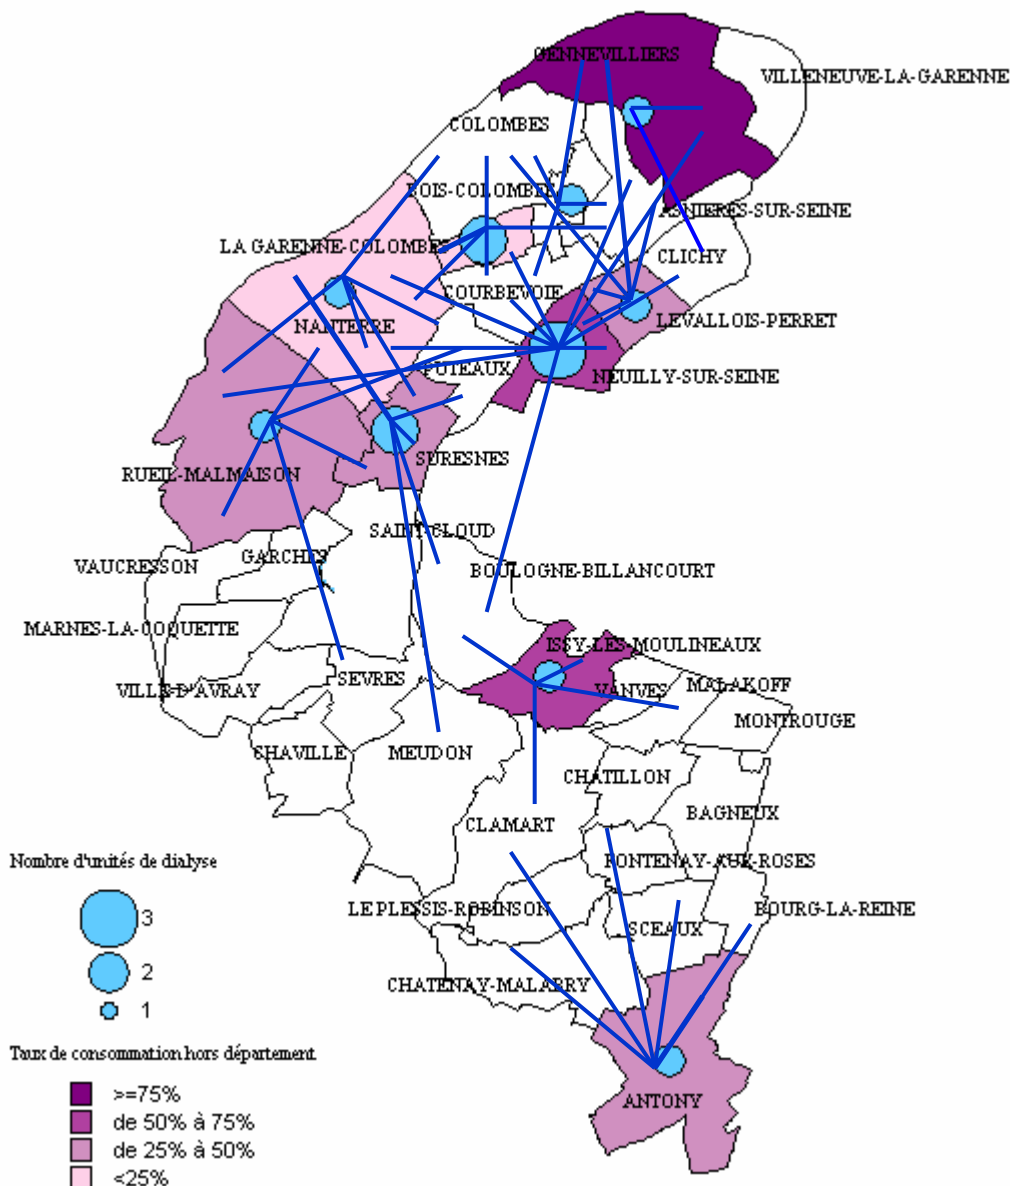 GENNEVILLIERS
VILLENEUVE-LA-GARENNE
COLOMBES
BOIS-COLOMBES
ASNIERES-SUR-SEINE
LA GARENNE-COLOMBES
CLICHY
COURBEVOIE
LEVALLOIS-PERRET
NANTERRE
PUTEAUX
NEUILLY-SUR-SEINE
SURESNES
RUEIL-MALMAISON
SAINT-CLOUD
GARCHES
VAUCRESSON
BOULOGNE-BILLANCOURT
MARNES-LA-COQUETTE
ISSY-LES-MOULINEAUX
SEVRES
VILLE-D'AVRAY
VANVES
MALAKOFF
MONTROUGE
CHAVILLE
MEUDON
CHATILLON
BAGNEUX
CLAMART
Nombre d'unités de dialyse
FONTENAY-AUX-ROSES
LE PLESSIS-ROBINSON
BOURG-LA-REINE
3
SCEAUX
2
CHATENAY-MALABRY
1
Taux de consommation hors département
>=75%
ANTONY
de 50% à 75%
de 25% à 50%
<25%